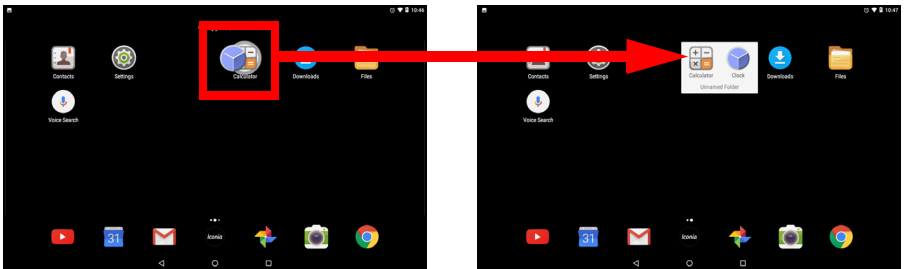 10:46
Contacts
Settings
Calculator
Downloads
Files
Voice Search
31
Iconia
10:47
Contacts
Settings
Calculator
Clock
Downloads
Files
Unnamed Folder
Voice Search
31
Iconia